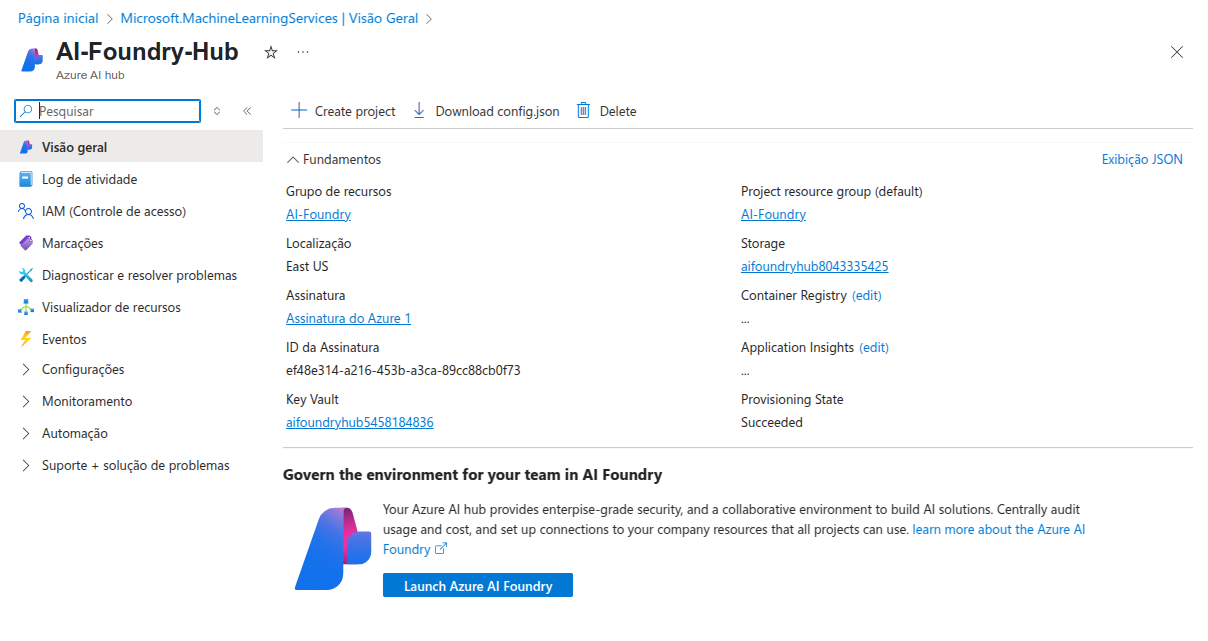 Página inicial > Microsoft.MachineLearningServices | Visão Geral >
AI-Foundry-Hub ...
Azure AI hub
Pesquisar
Visão geral
Log de atividade
IAM (Controle de acesso)
Marcações
Diagnosticar e resolver problemas
Visualizador de recursos
Eventos
Configurações
Monitoramento
Automação
Suporte + solução de problemas
Create project Download config.json Delete
Fundamentos Exibição JSON
Grupo de recursos
AI-Foundry
Localização
East US
Assinatura
Assinatura do Azure 1
ID da Assinatura
ef48e314-a216-453b-a3ca-89cc88cb0f73
Key Vault
aifoundryhub5458184836
Project resource group (default)
AI-Foundry
Storage
aifoundryhub8043335425
Container Registry (edit)
...
Application Insights (edit)
...
Provisioning State
Succeeded
Govern the environment for your team in AI Foundry
Your Azure AI hub provides enterpise-grade security, and a collaborative environment to build AI solutions. Centrally audit
usage and cost, and set up connections to your company resources that all projects can use. learn more about the Azure AI
Foundry
Launch Azure AI Foundry